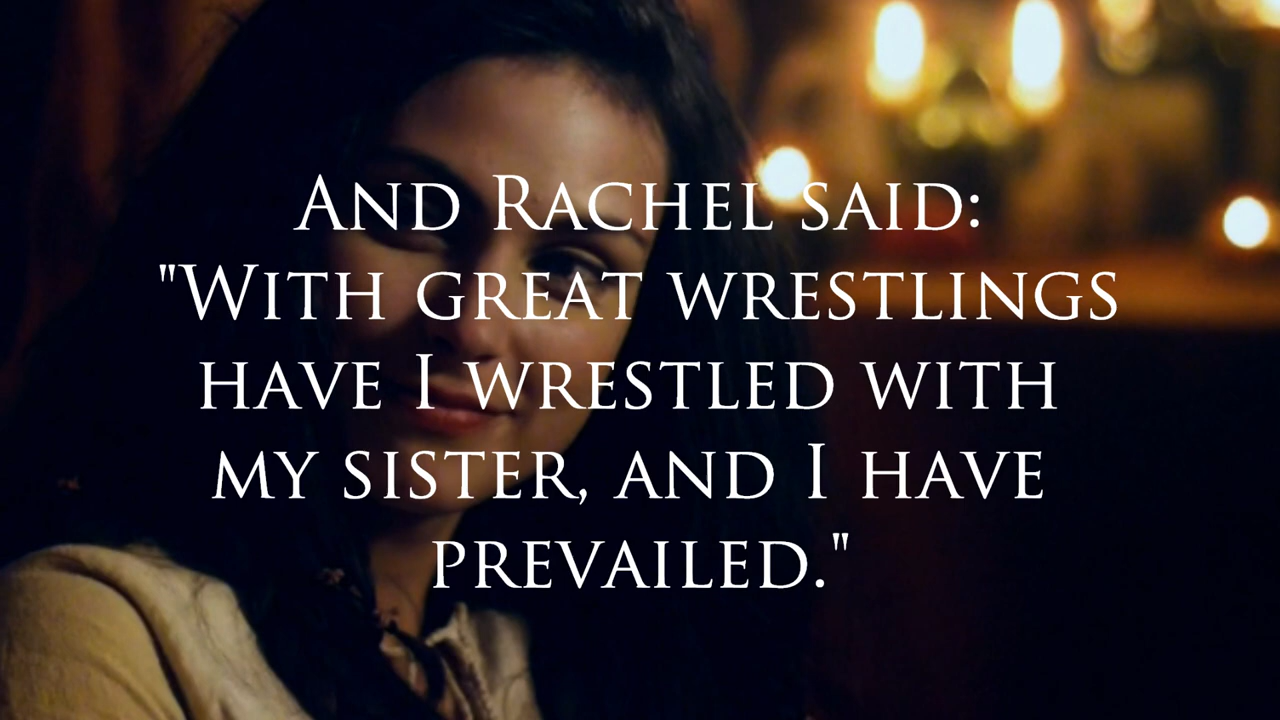 And Rachel said:
"With great wrestlings
have I wrestled with
my sister, and I have
prevailed."